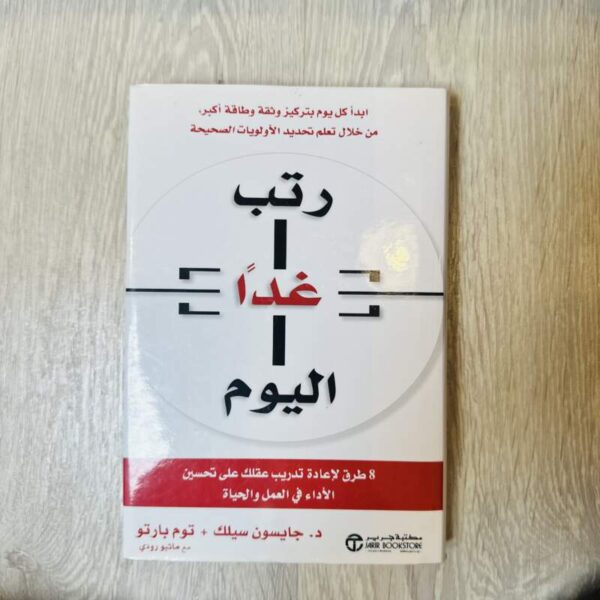 ابدأ كل يوم بتركيز وثقة وطاقة أكبر،
من خلال تعلم تحديد الأولويات الصحيحة
رتب
غدًا
اليوم
8 طرق لإعادة تدريب عقلك على تحسين
الأداء في العمل والحياة
د. جايسون سيلك + توم بارتو
مع ماثيو رودي
مكتبة جرير
JARIR BOOKSTORE